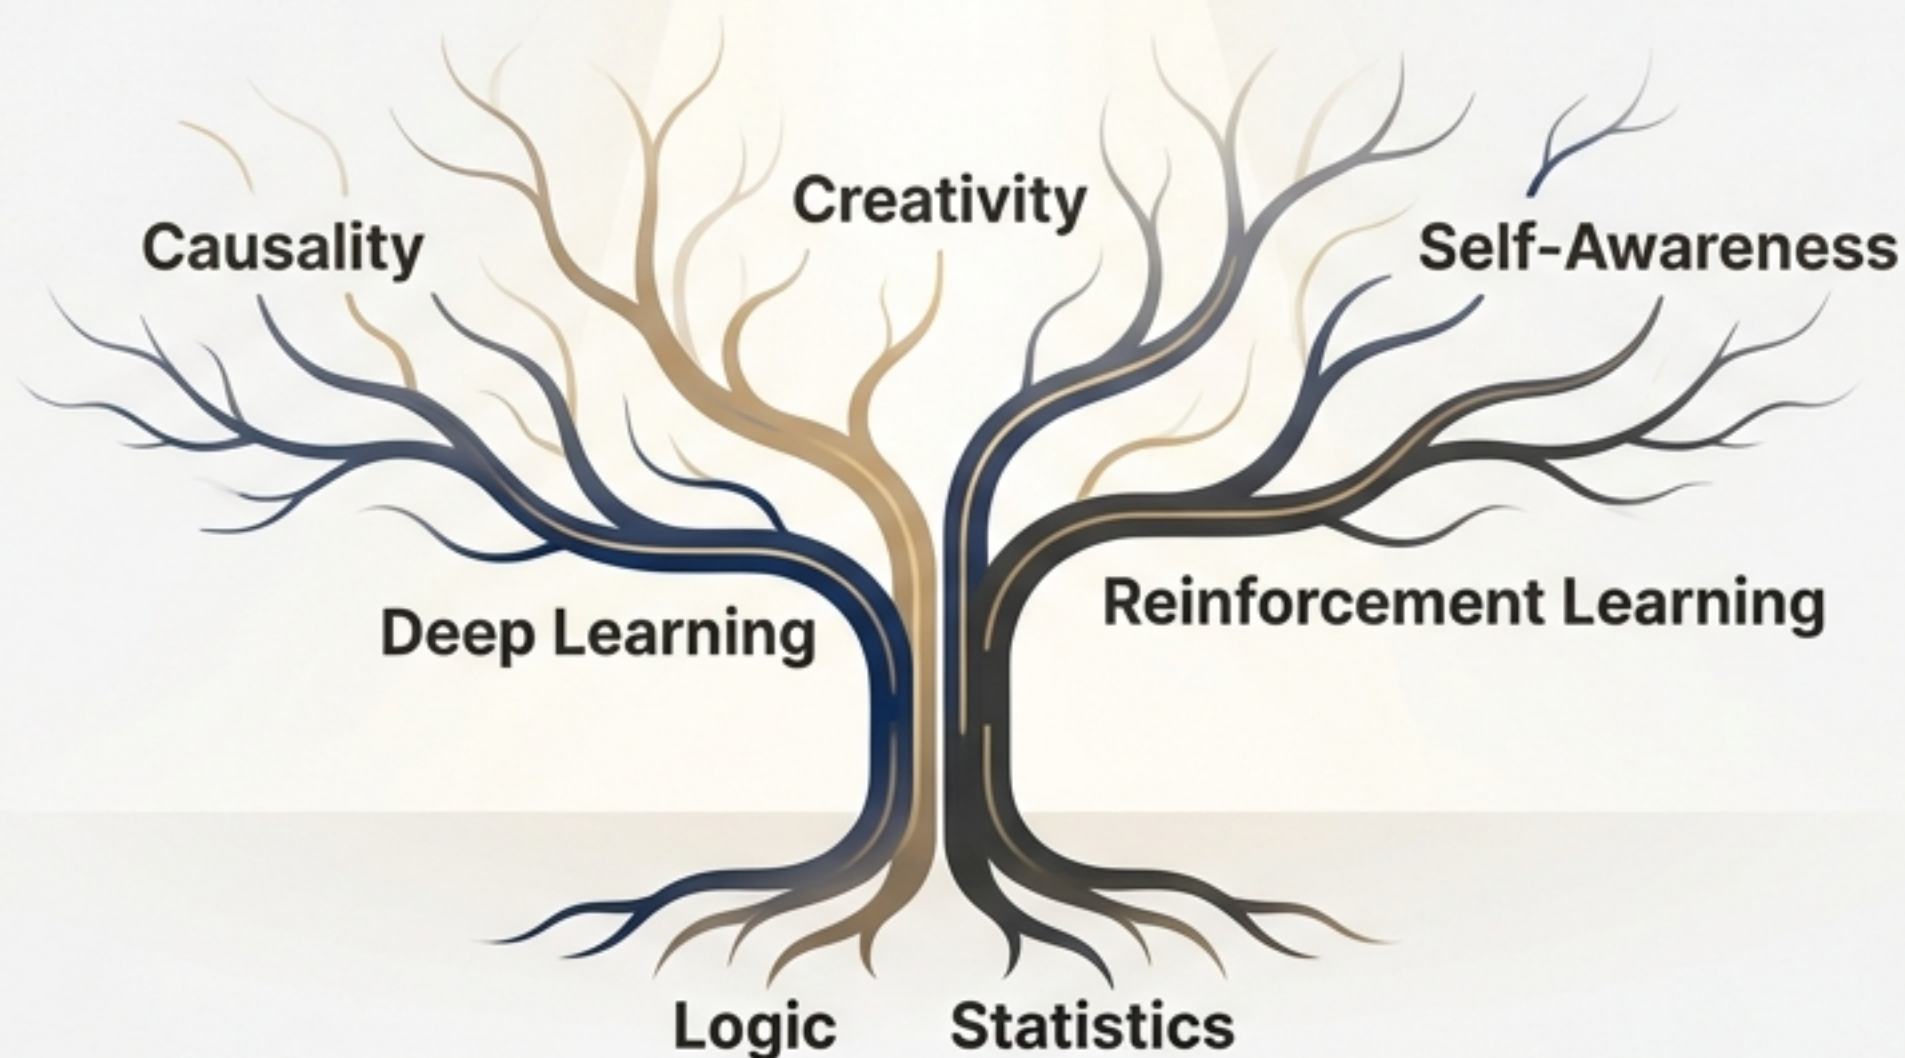 Creativity
Causality
Self-Awareness
Deep Learning
Reinforcement Learning
Logic
Statistics